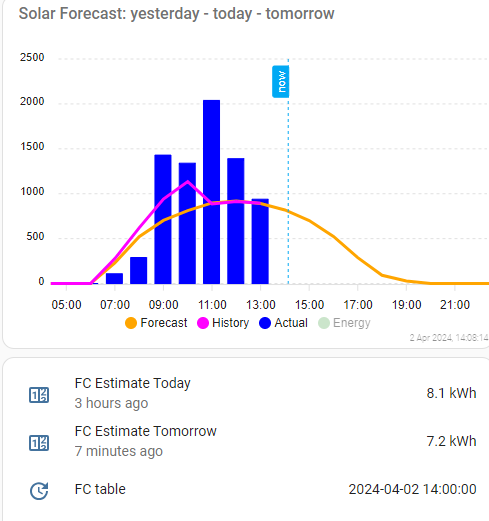 Solar Forecast: yesterday - today - tomorrow
2500
2000
1500
1000
500
0
now
05:00 07:00 09:00 11:00 13:00 15:00 17:00 19:00 21:00
Forecast History Actual Energy
2 Apr 2024, 14:08:14
FC Estimate Today 8.1 kWh
3 hours ago
FC Estimate Tomorrow 7.2 kWh
7 minutes ago
FC table 2024-04-02 14:00:00